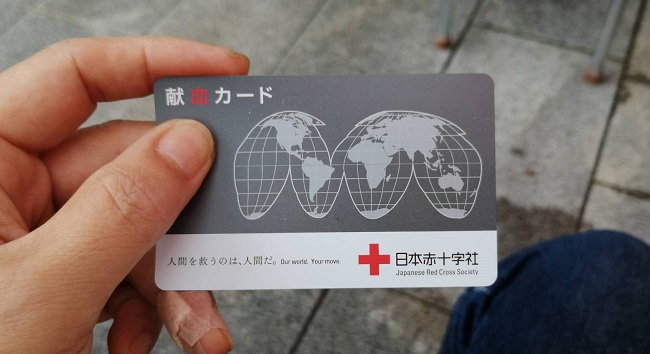 献血カード
人間を救うのは、人間だ。 Our world. Your move.
日本赤十字社
Japanese Red Cross Society